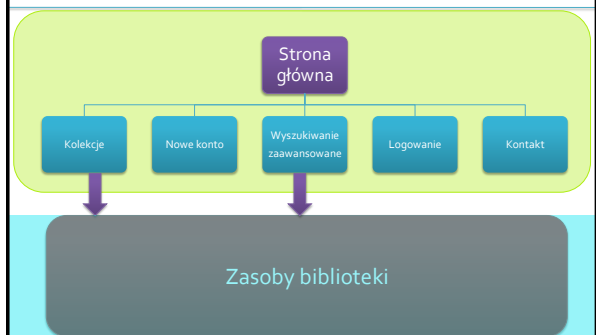 Strona
główna
Kolekcje
Nowe konto
Wyszukiwanie
zaawansowane
Logowanie
Kontakt
Zasoby biblioteki